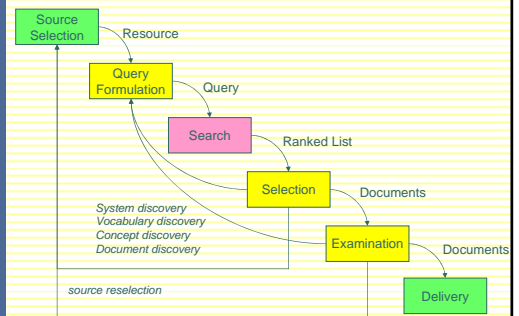 Source
Selection
Resource
Query
Formulation
Query
Search
Ranked List
Selection
Documents
System discovery
Vocabulary discovery
Concept discovery
Document discovery
Examination
Documents
source reselection
Delivery